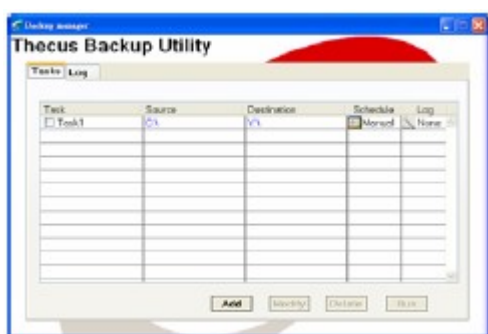 Backup manager
Thecus Backup Utility
Tasks Log
Task Source Destination Schedule Log
Task1 C:\ Y:\ Manual None
Add Modify Delete Run